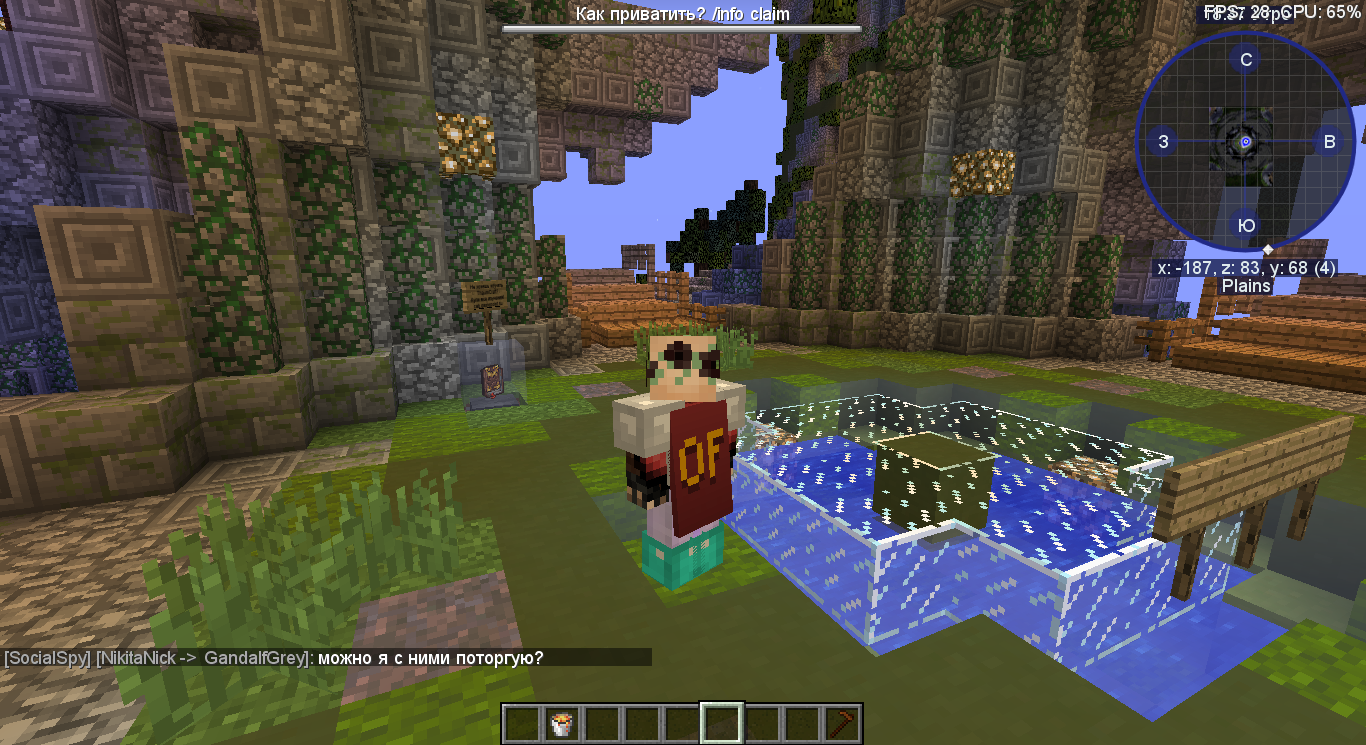 Как приватить? /info claim
FPS: 28 CPU: 65%
С
З
В
Ю
x: -187, z: 83, y: 68 (4)
Plains
OF
[SocialSpy] [NikitaNick -> GandalfGrey]: можно я с ними поторгую?